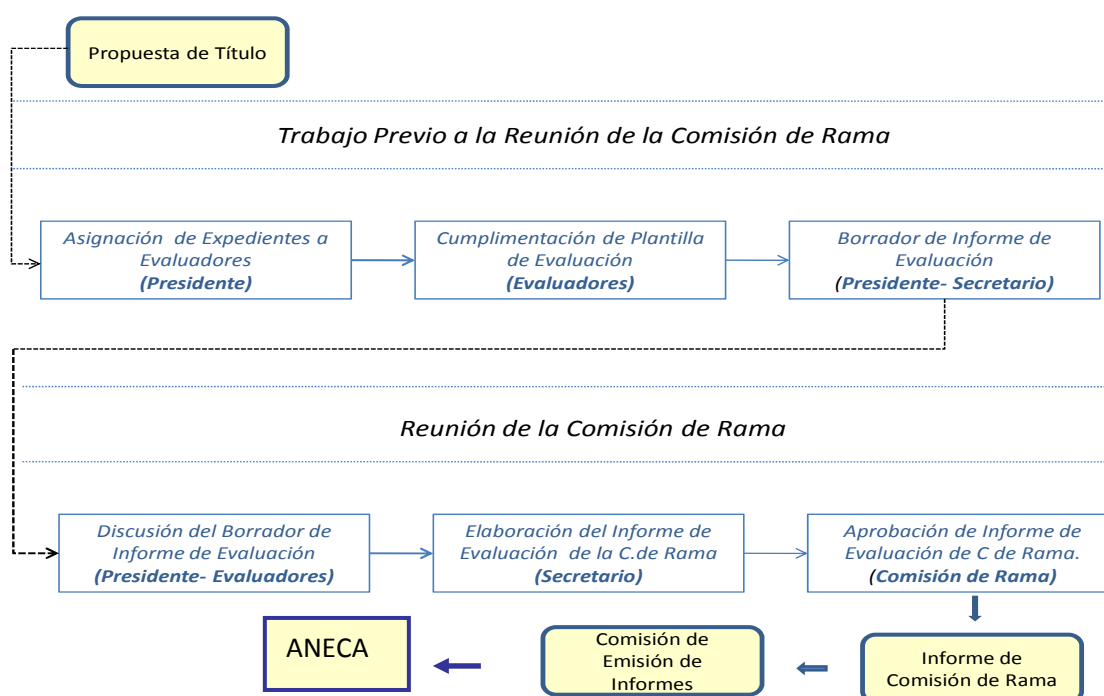 Propuesta de Título
Trabajo Previo a la Reunión de la Comisión de Rama
Asignación de Expedientes a
Evaluadores
(Presidente)
Cumplimentación de Plantilla
de Evaluación
(Evaluadores)
Borrador de Informe de
Evaluación
(Presidente- Secretario)
Reunión de la Comisión de Rama
Discusión del Borrador de
Informe de Evaluación
(Presidente- Evaluadores)
Elaboración del Informe de
Evaluación de la C.de Rama
(Secretario)
Aprobación de Informe de
Evaluación de C de Rama.
(Comisión de Rama)
ANECA
Comisión de
Emisión de
Informes
Informe de
Comisión de Rama